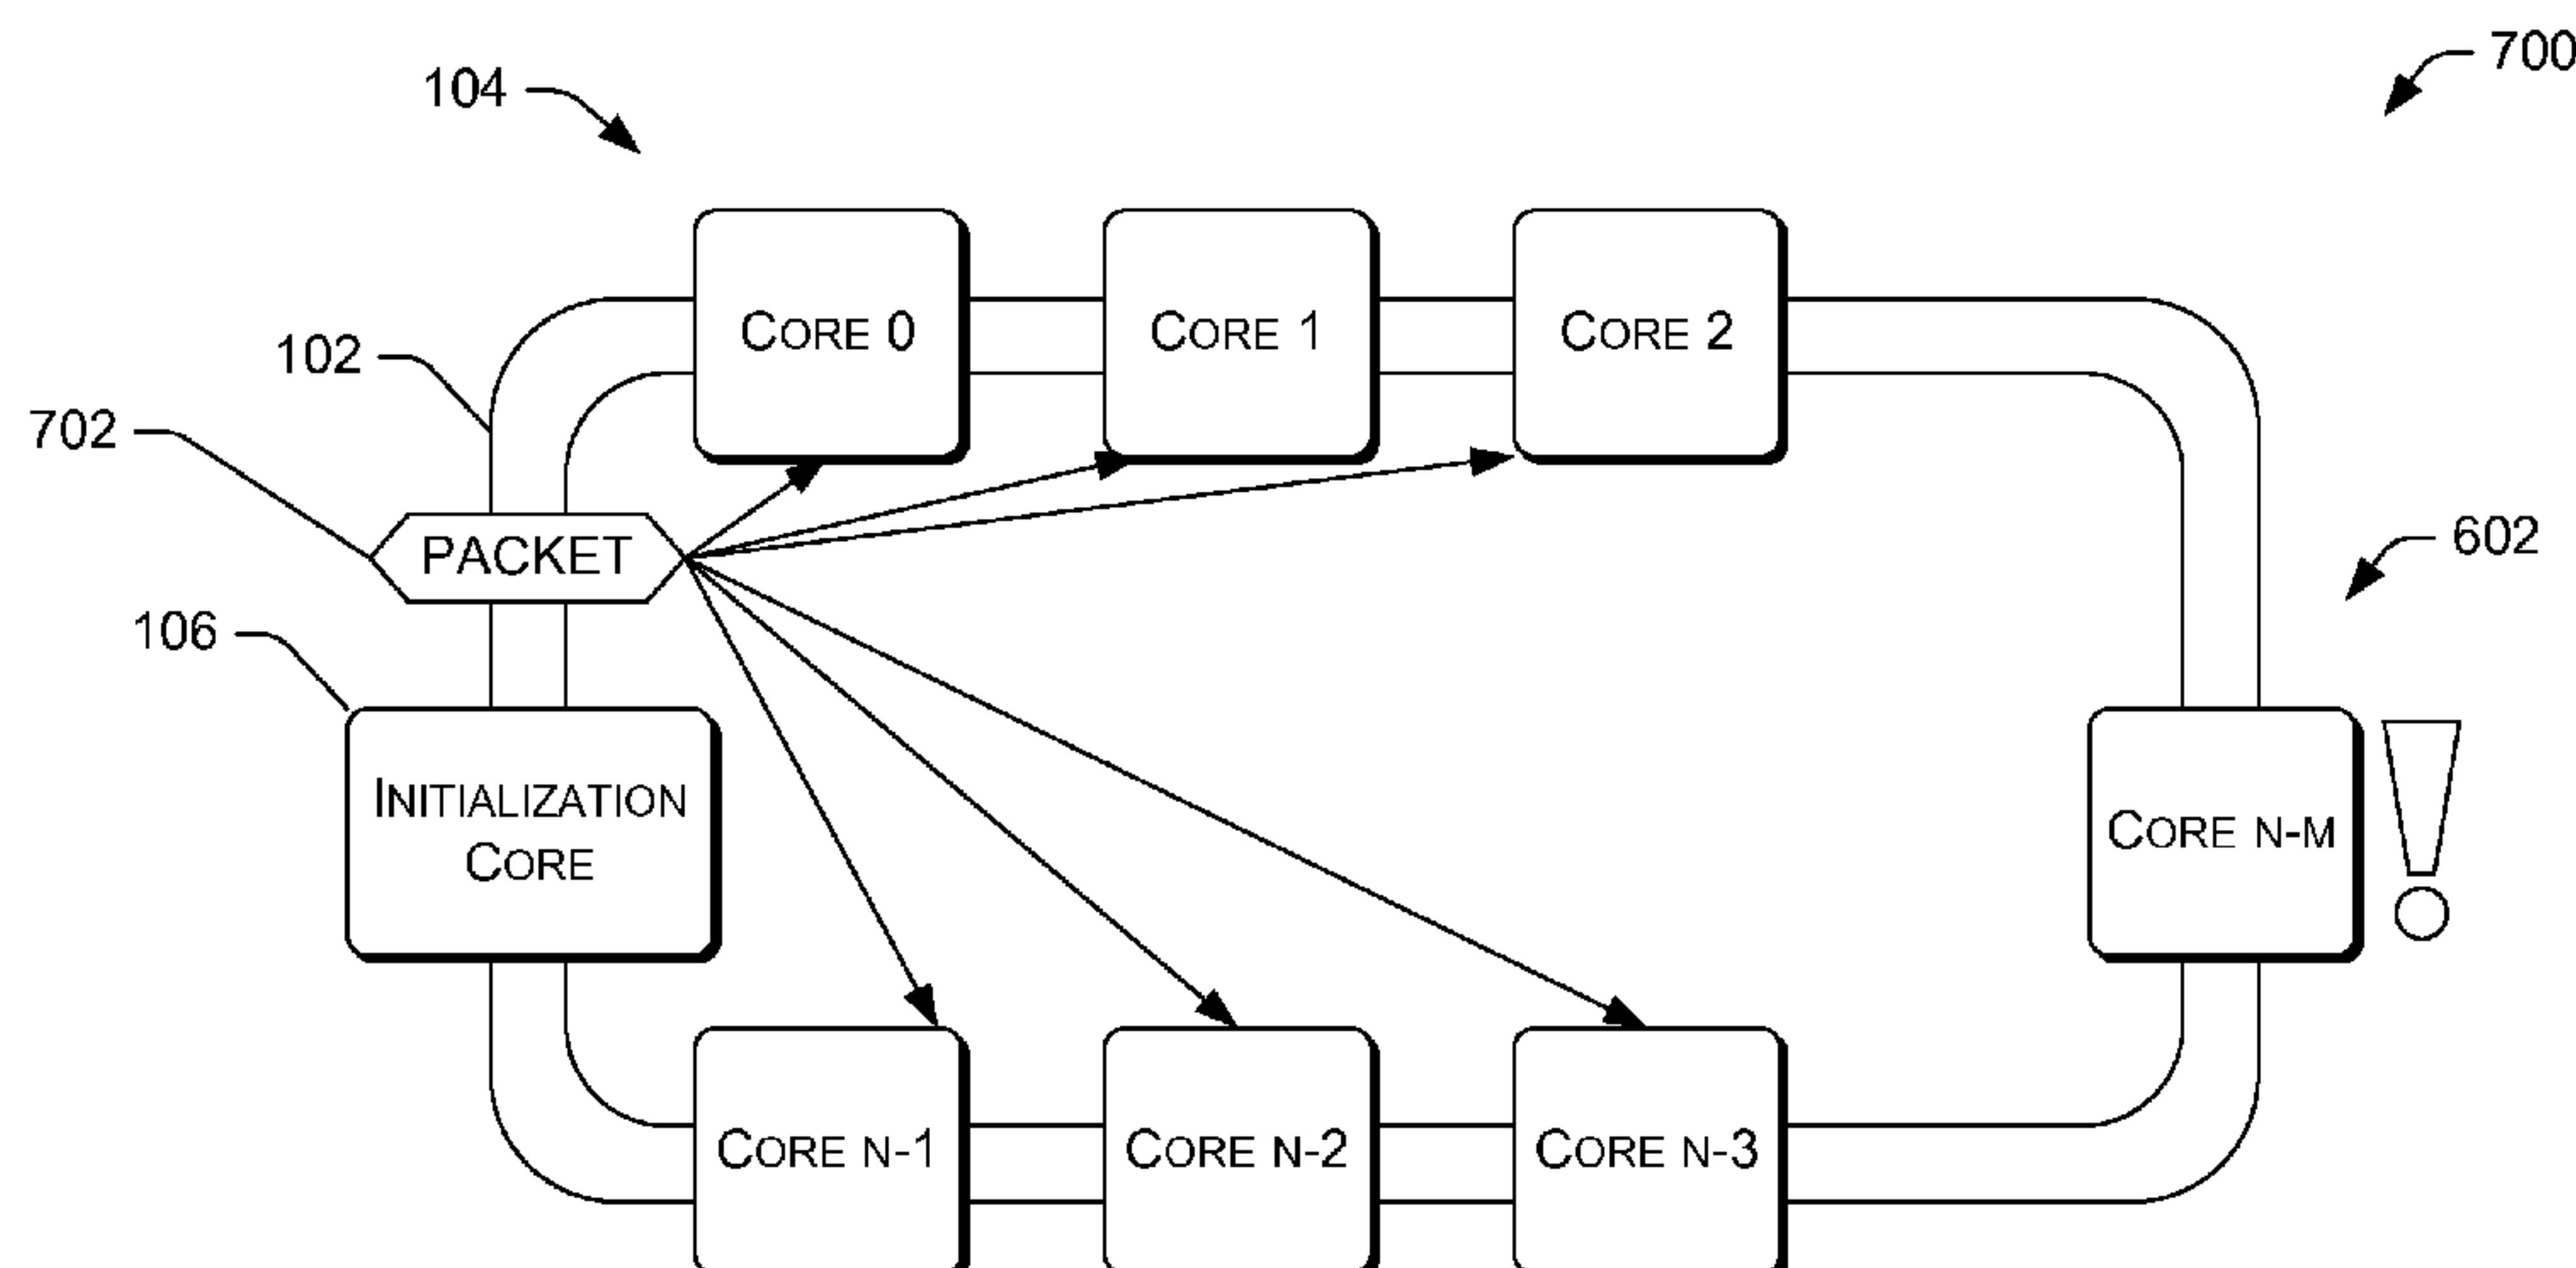 700
104
CORE 0
CORE 1
CORE 2
102
702
PACKET
602
106
INITIALIZATION
CORE
CORE N-M
CORE N-1
CORE N-2
CORE N-3